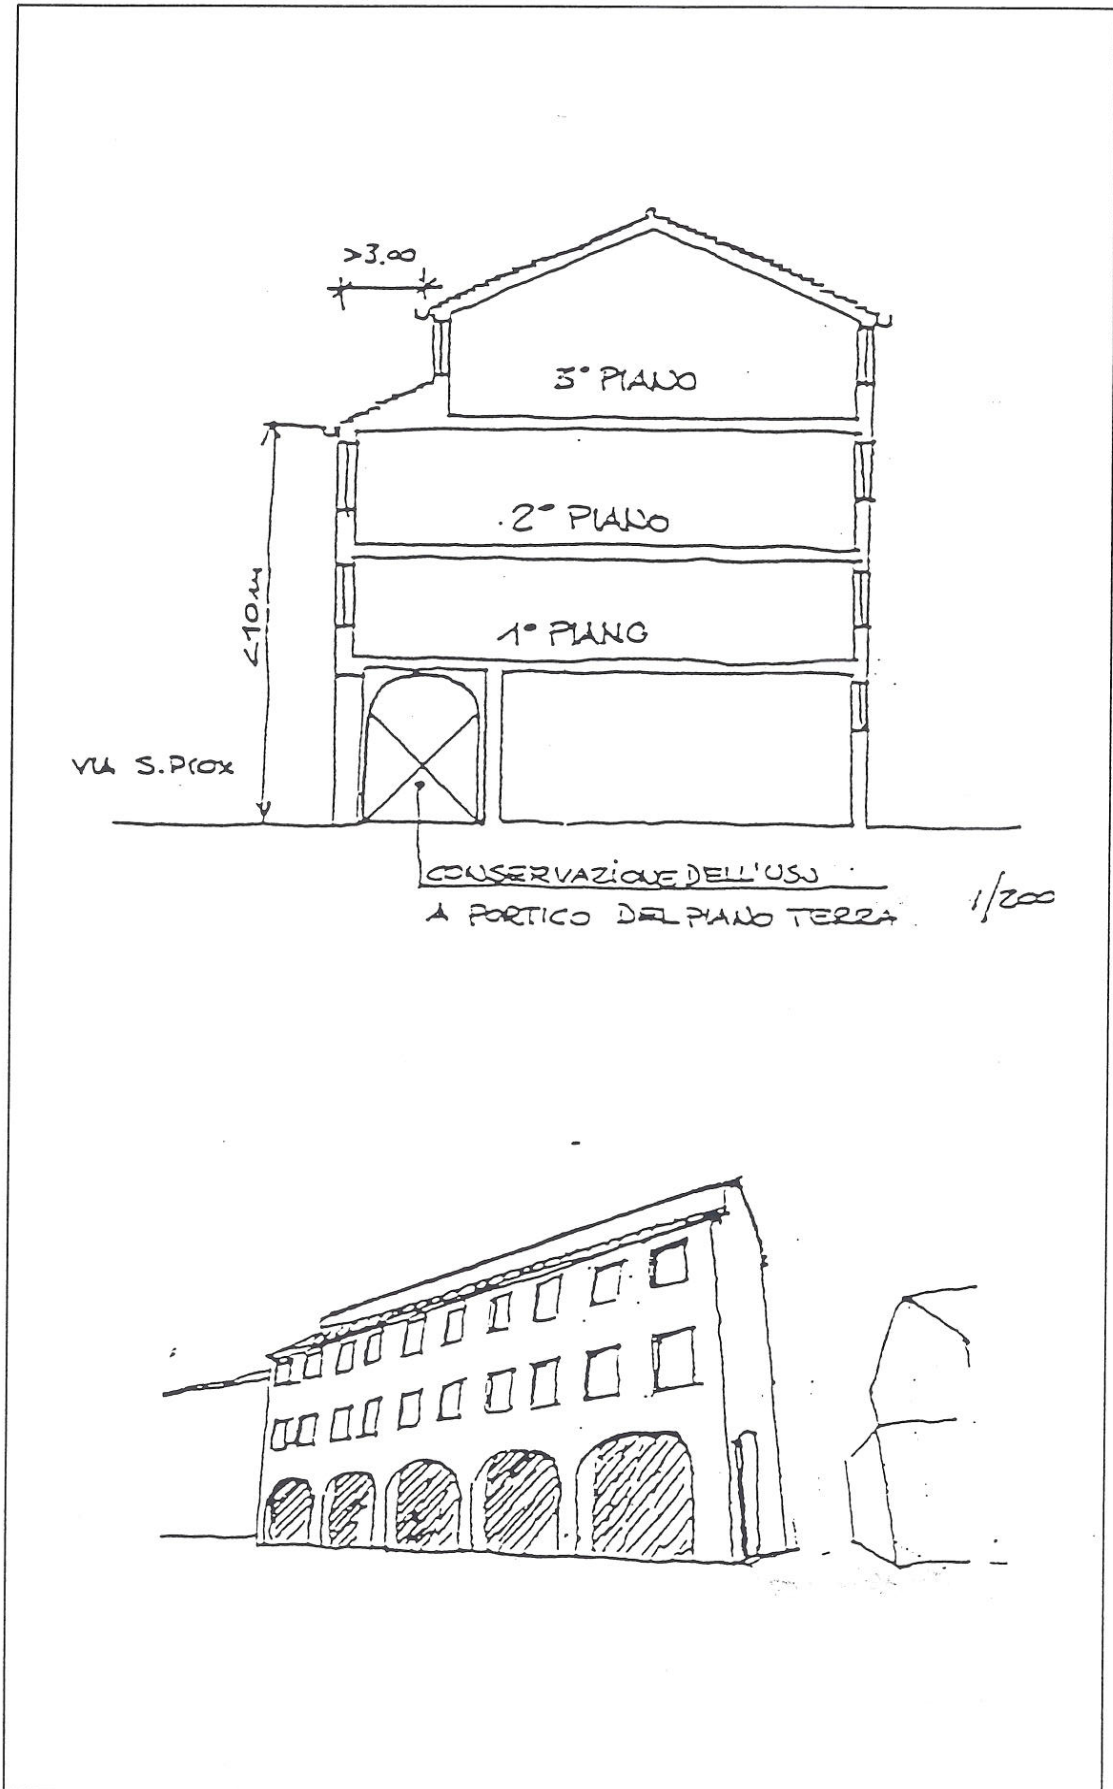 >3.00
3° PIANO
2° PIANO
<10m
1° PIANO
VIA S. PIOX
CONSERVAZIONE DELL'USO
A PORTICO DEL PIANO TERRA
1/200